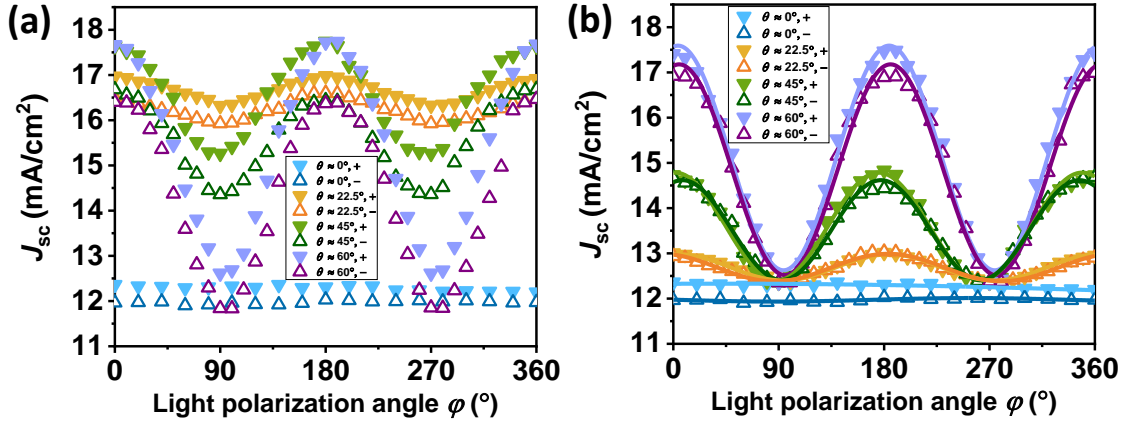 (a)
J_sc (mA/cm²)
18
17
16
15
14
13
12
11
θ ≈ 0°, +
θ ≈ 0°, −
θ ≈ 22.5°, +
θ ≈ 22.5°, −
θ ≈ 45°, +
θ ≈ 45°, −
θ ≈ 60°, +
θ ≈ 60°, −
0 90 180 270 360
Light polarization angle φ (°)
(b)
J_sc (mA/cm²)
18
17
16
15
14
13
12
11
θ ≈ 0°, +
θ ≈ 0°, −
θ ≈ 22.5°, +
θ ≈ 22.5°, −
θ ≈ 45°, +
θ ≈ 45°, −
θ ≈ 60°, +
θ ≈ 60°, −
0 90 180 270 360
Light polarization angle φ (°)